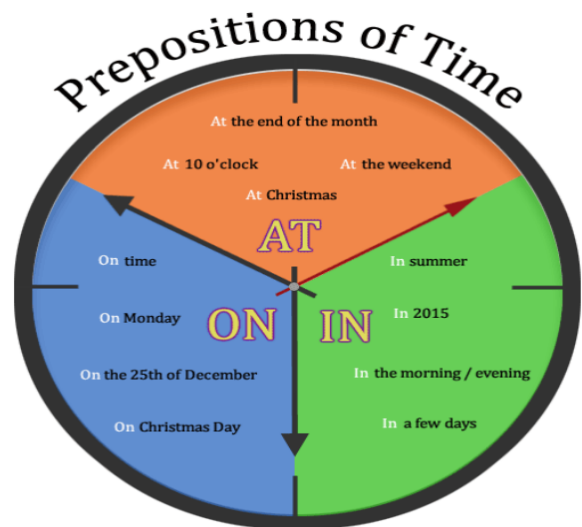 Prepositions of Time
At the end of the month
At 10 o'clock
At the weekend
At Christmas
AT
On time
On Monday
On the 25th of December
On Christmas Day
ON
IN
In summer
In 2015
In the morning / evening
In a few days